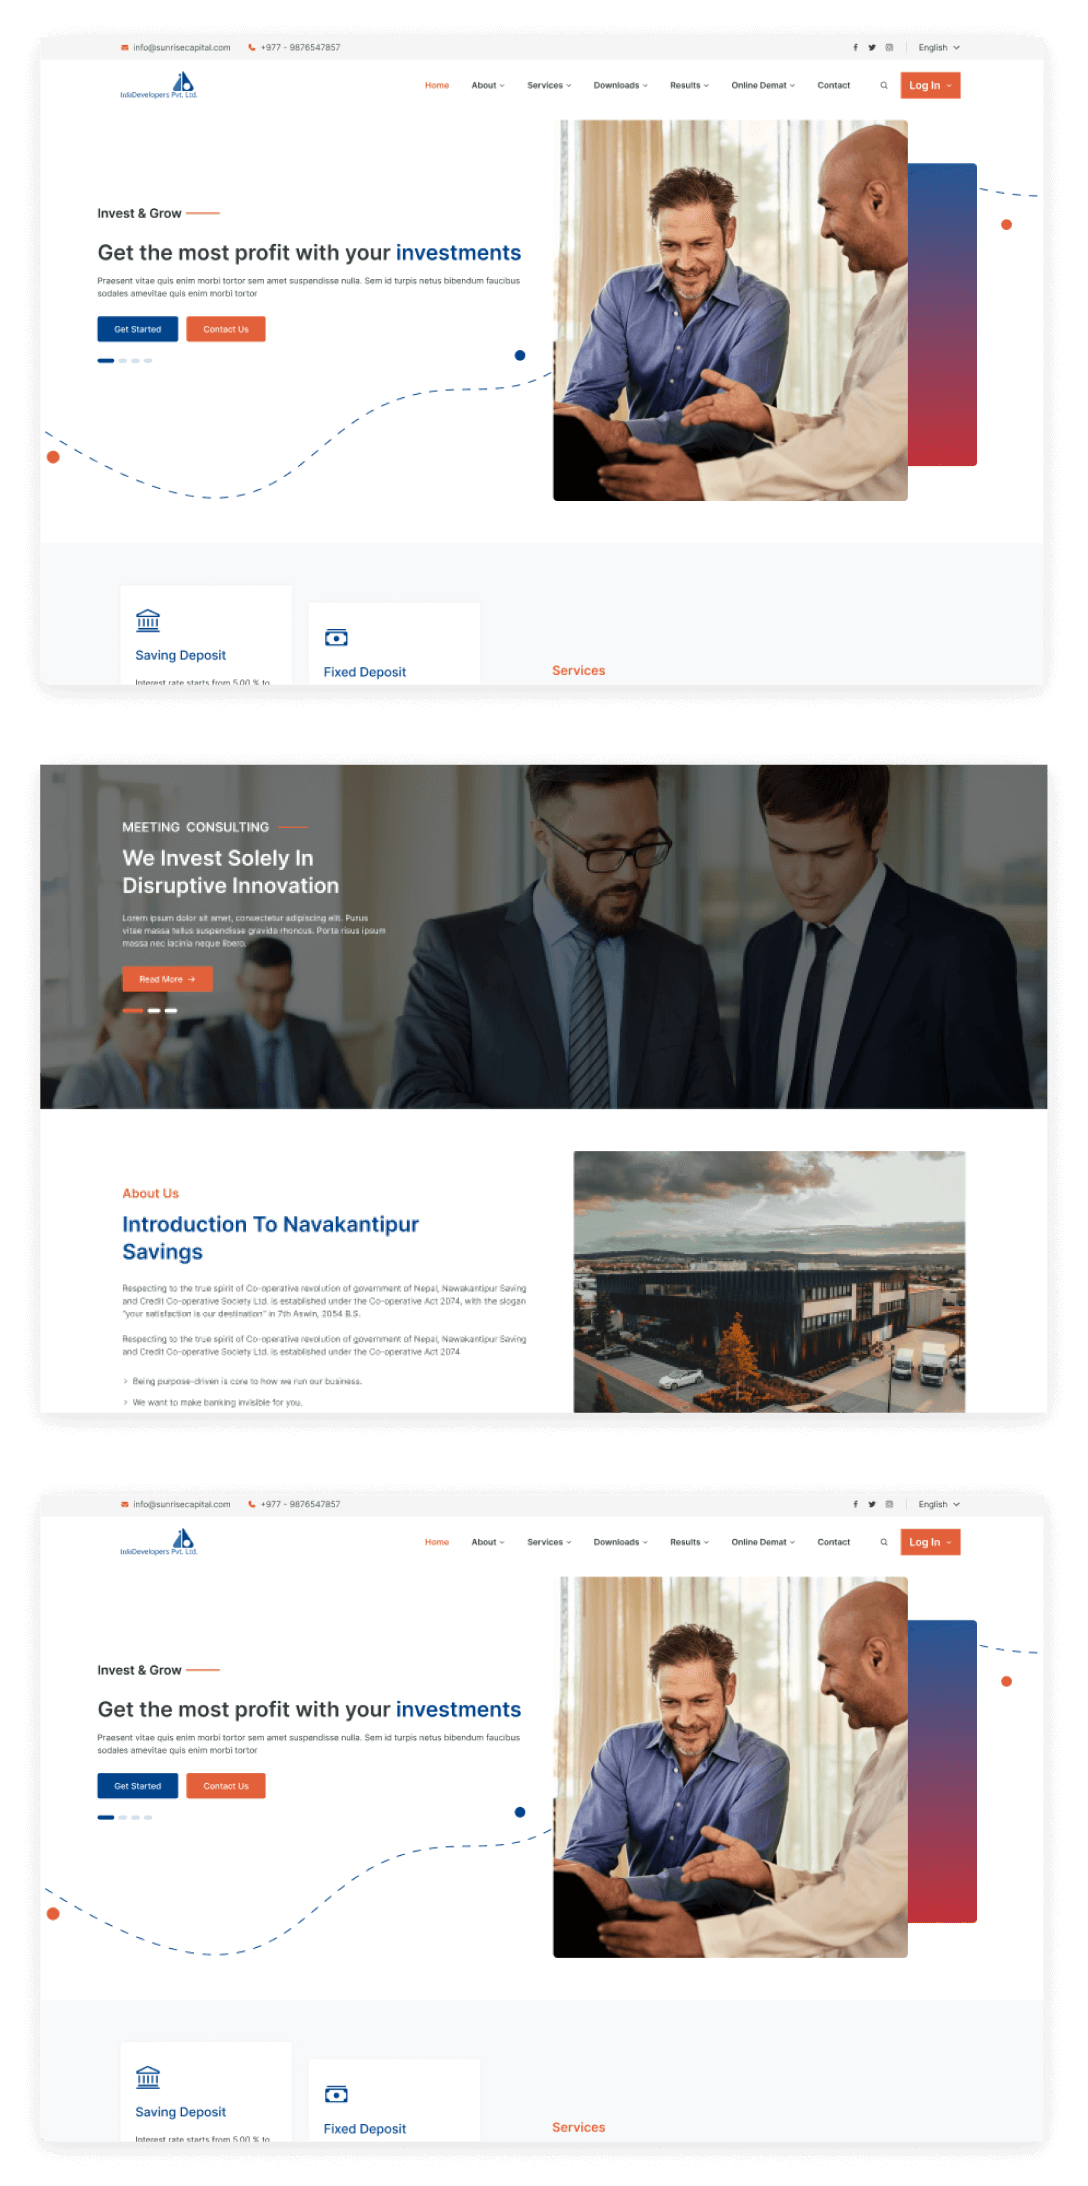 info@sunrisecapital.com +977 - 9876547857 English
InfoDevelopers Pvt. Ltd.
Home About Services Downloads Results Online Demat Contact Log In
Invest & Grow
Get the most profit with your investments
Praesent vitae quis enim morbi tortor sem amet suspendisse nulla. Sem id turpis netus bibendum faucibus
sodales amevitae quis enim morbi tortor
Get Started Contact Us
Saving Deposit
Interest rate starts from 5.00 % to
Fixed Deposit
Services
MEETING CONSULTING
We Invest Solely In
Disruptive Innovation
Lorem ipsum dolor sit amet, consectetur adipiscing elit. Purus
vitae massa tellus suspendisse gravida rhoncus. Porta risus ipsum
massa nec lacinia neque libero.
Read More →
About Us
Introduction To Navakantipur
Savings
Respecting to the true spirit of Co-operative revolution of government of Nepal, Nawakantipur Saving
and Credit Co-operative Society Ltd. is established under the Co-operative Act 2074, with the slogan
"your satisfaction is our destination" in 7th Aswin, 2054 B.S.
Respecting to the true spirit of Co-operative revolution of government of Nepal, Nawakantipur Saving
and Credit Co-operative Society Ltd. is established under the Co-operative Act 2074
> Being purpose-driven is core to how we run our business.
> We want to make banking invisible for you.
info@sunrisecapital.com +977 - 9876547857 English
InfoDevelopers Pvt. Ltd.
Home About Services Downloads Results Online Demat Contact Log In
Invest & Grow
Get the most profit with your investments
Praesent vitae quis enim morbi tortor sem amet suspendisse nulla. Sem id turpis netus bibendum faucibus
sodales amevitae quis enim morbi tortor
Get Started Contact Us
Saving Deposit
Interest rate starts from 5.00 % to
Fixed Deposit
Services